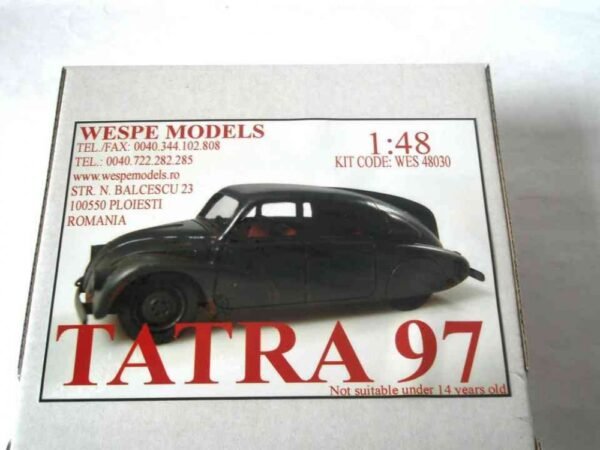 WESPE MODELS
TEL./FAX: 0040.344.102.808
TEL.: 0040.722.282.285
www.wespemodels.ro
STR. N. BALCESCU 23
100550 PLOIESTI
ROMANIA
1:48
KIT CODE: WES 48030
TATRA 97
Not suitable under 14 years old